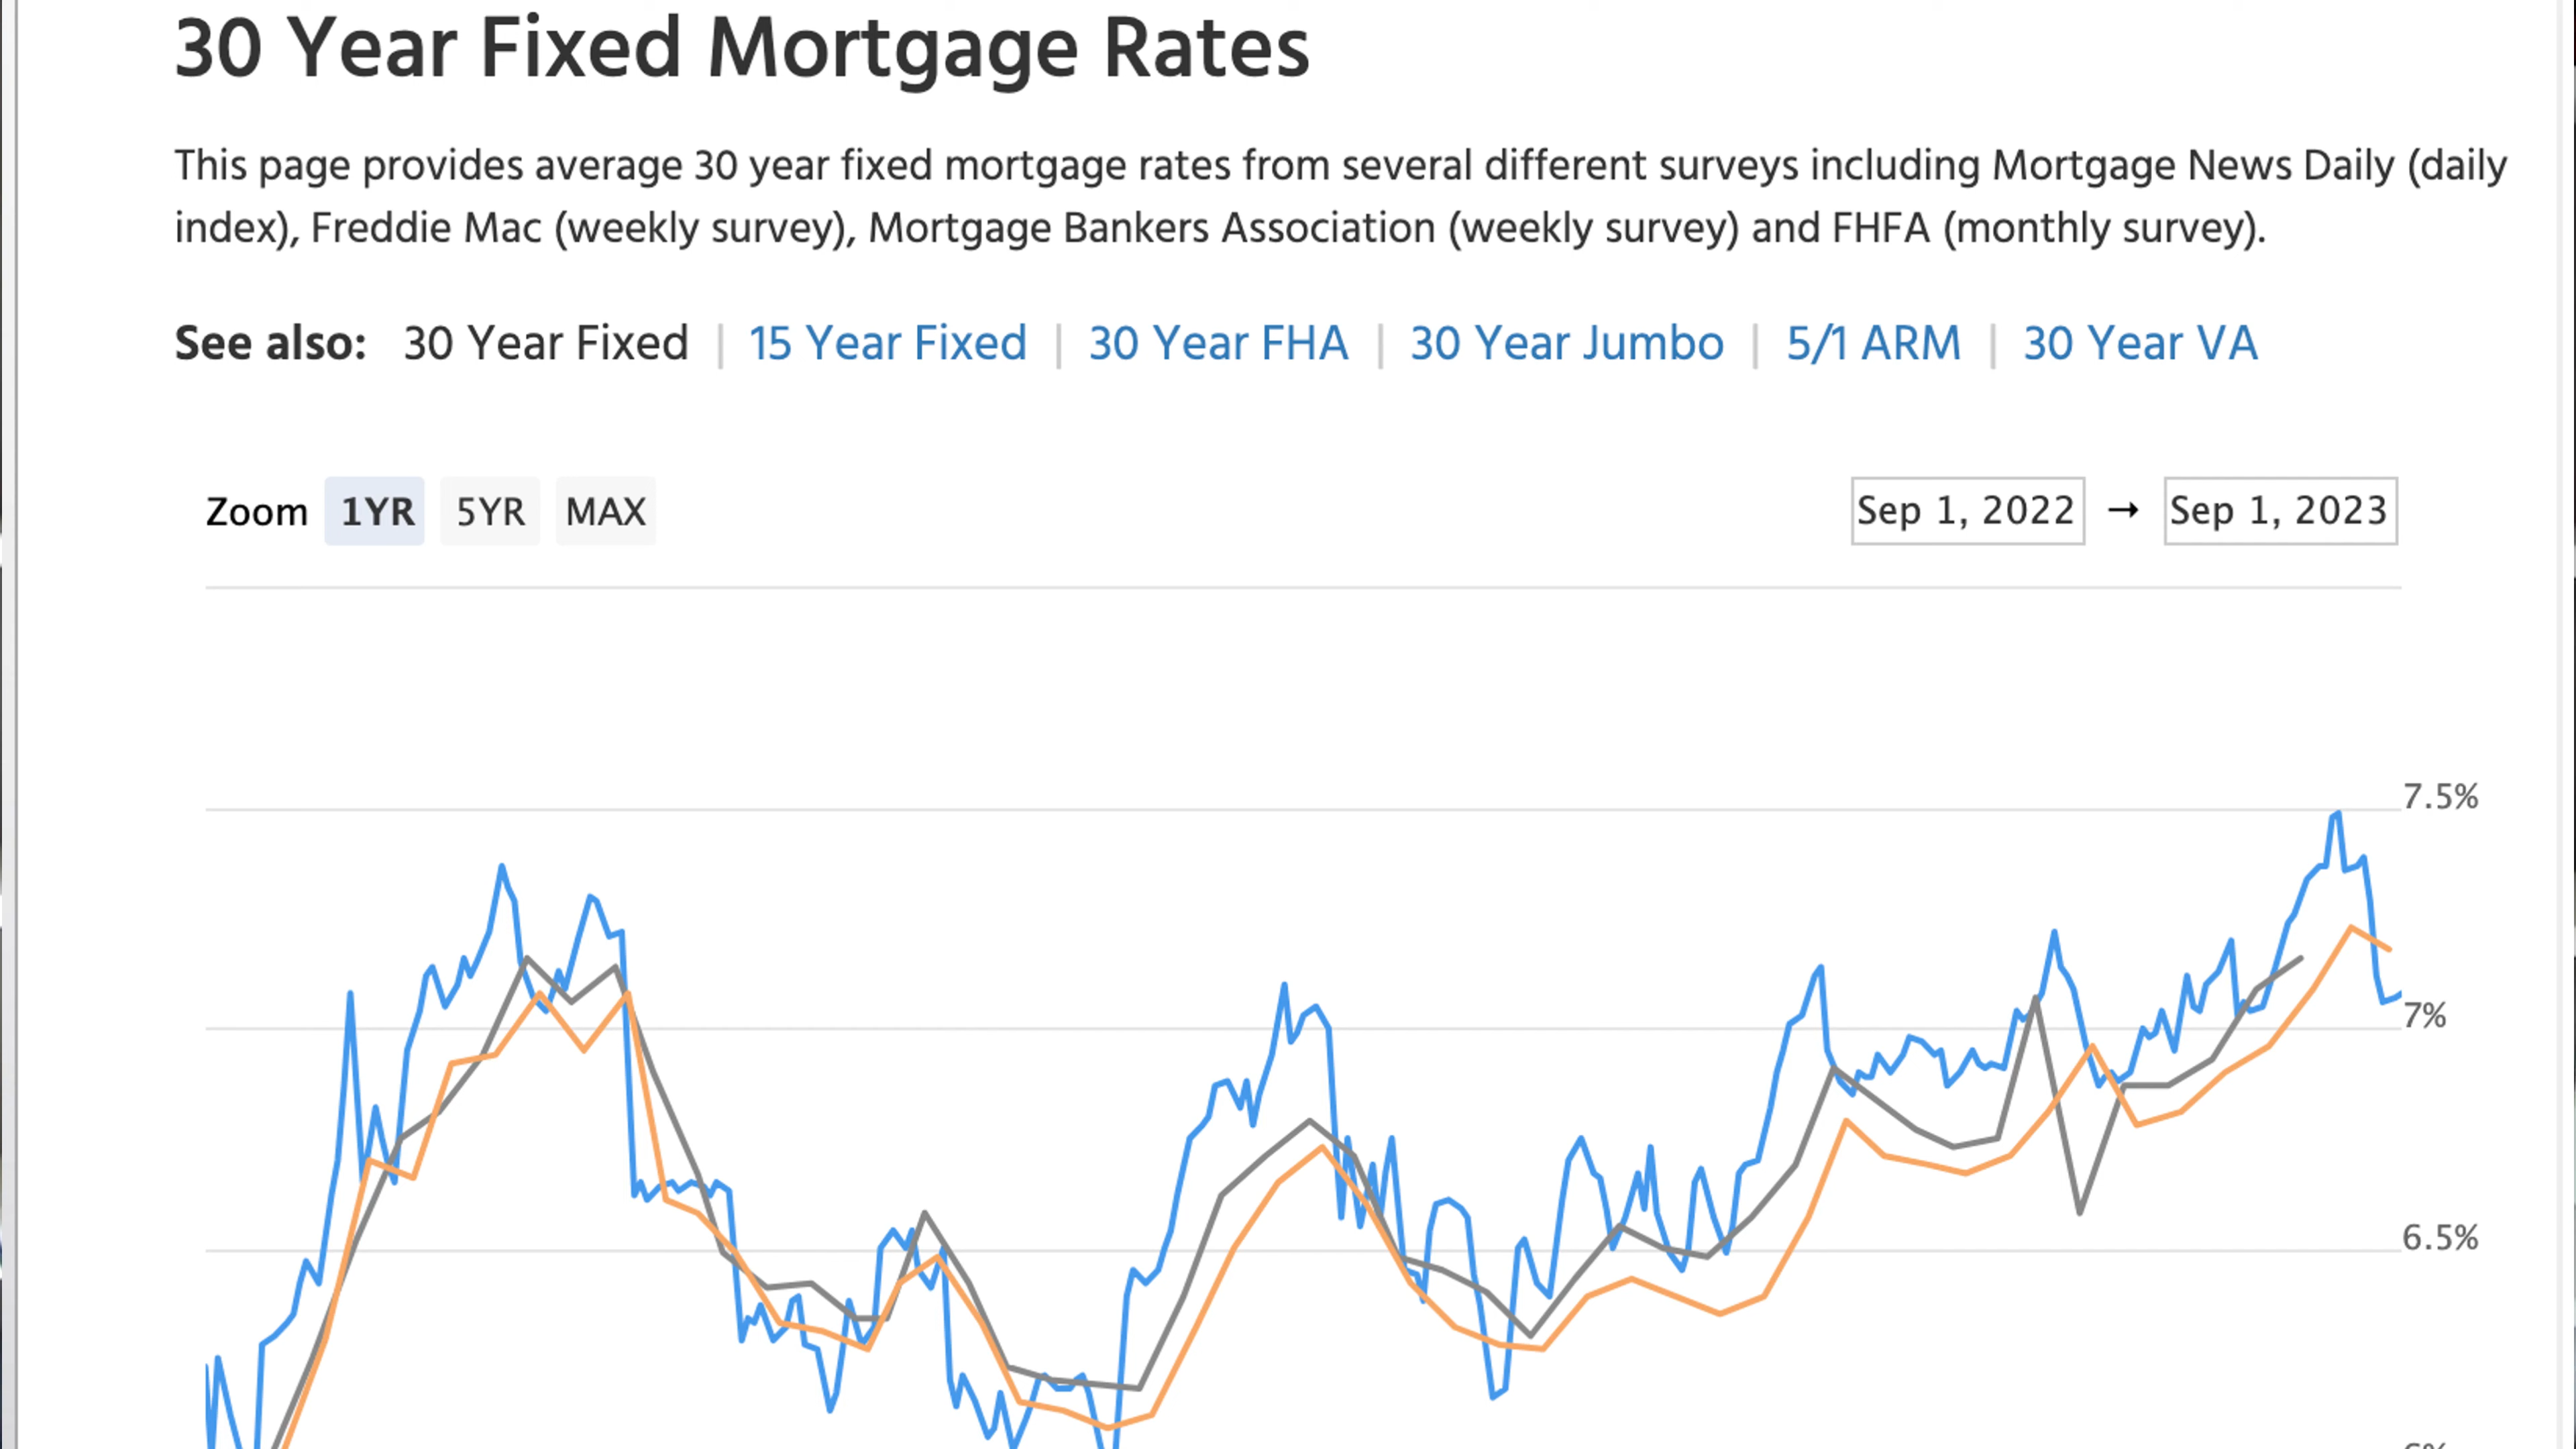 30 Year Fixed Mortgage Rates
This page provides average 30 year fixed mortgage rates from several different surveys including Mortgage News Daily (daily
index), Freddie Mac (weekly survey), Mortgage Bankers Association (weekly survey) and FHFA (monthly survey).
See also: 30 Year Fixed | 15 Year Fixed | 30 Year FHA | 30 Year Jumbo | 5/1 ARM | 30 Year VA
Zoom 1YR 5YR MAX Sep 1, 2022 → Sep 1, 2023
7.5%
7%
6.5%